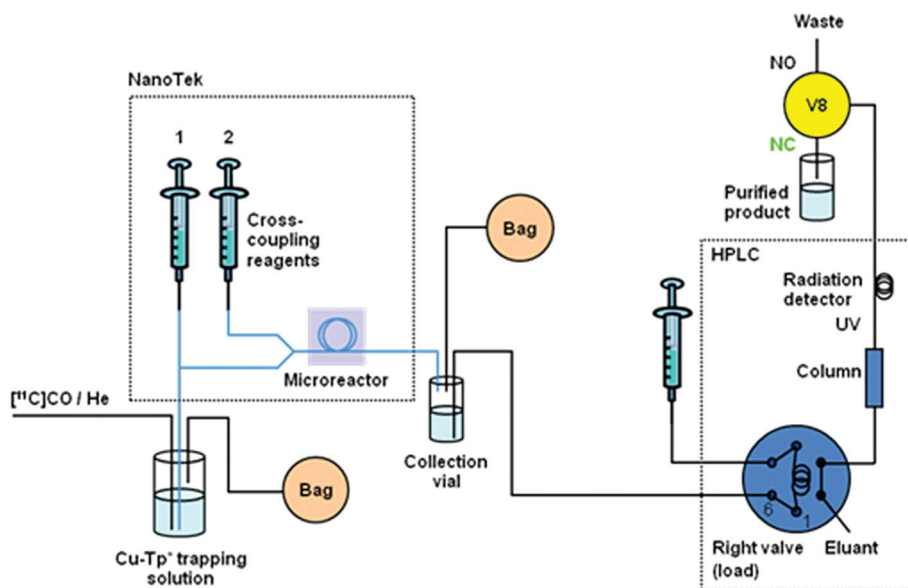 Waste
NO
V8
NC
Purified
product
NanoTek
1 2
Cross-
coupling
reagents
Microreactor
Bag
HPLC
Radiation
detector
UV
Column
[¹¹C]CO / He
Collection
vial
Bag
6 1
Cu-Tp* trapping
solution
Right valve
(load)
Eluant